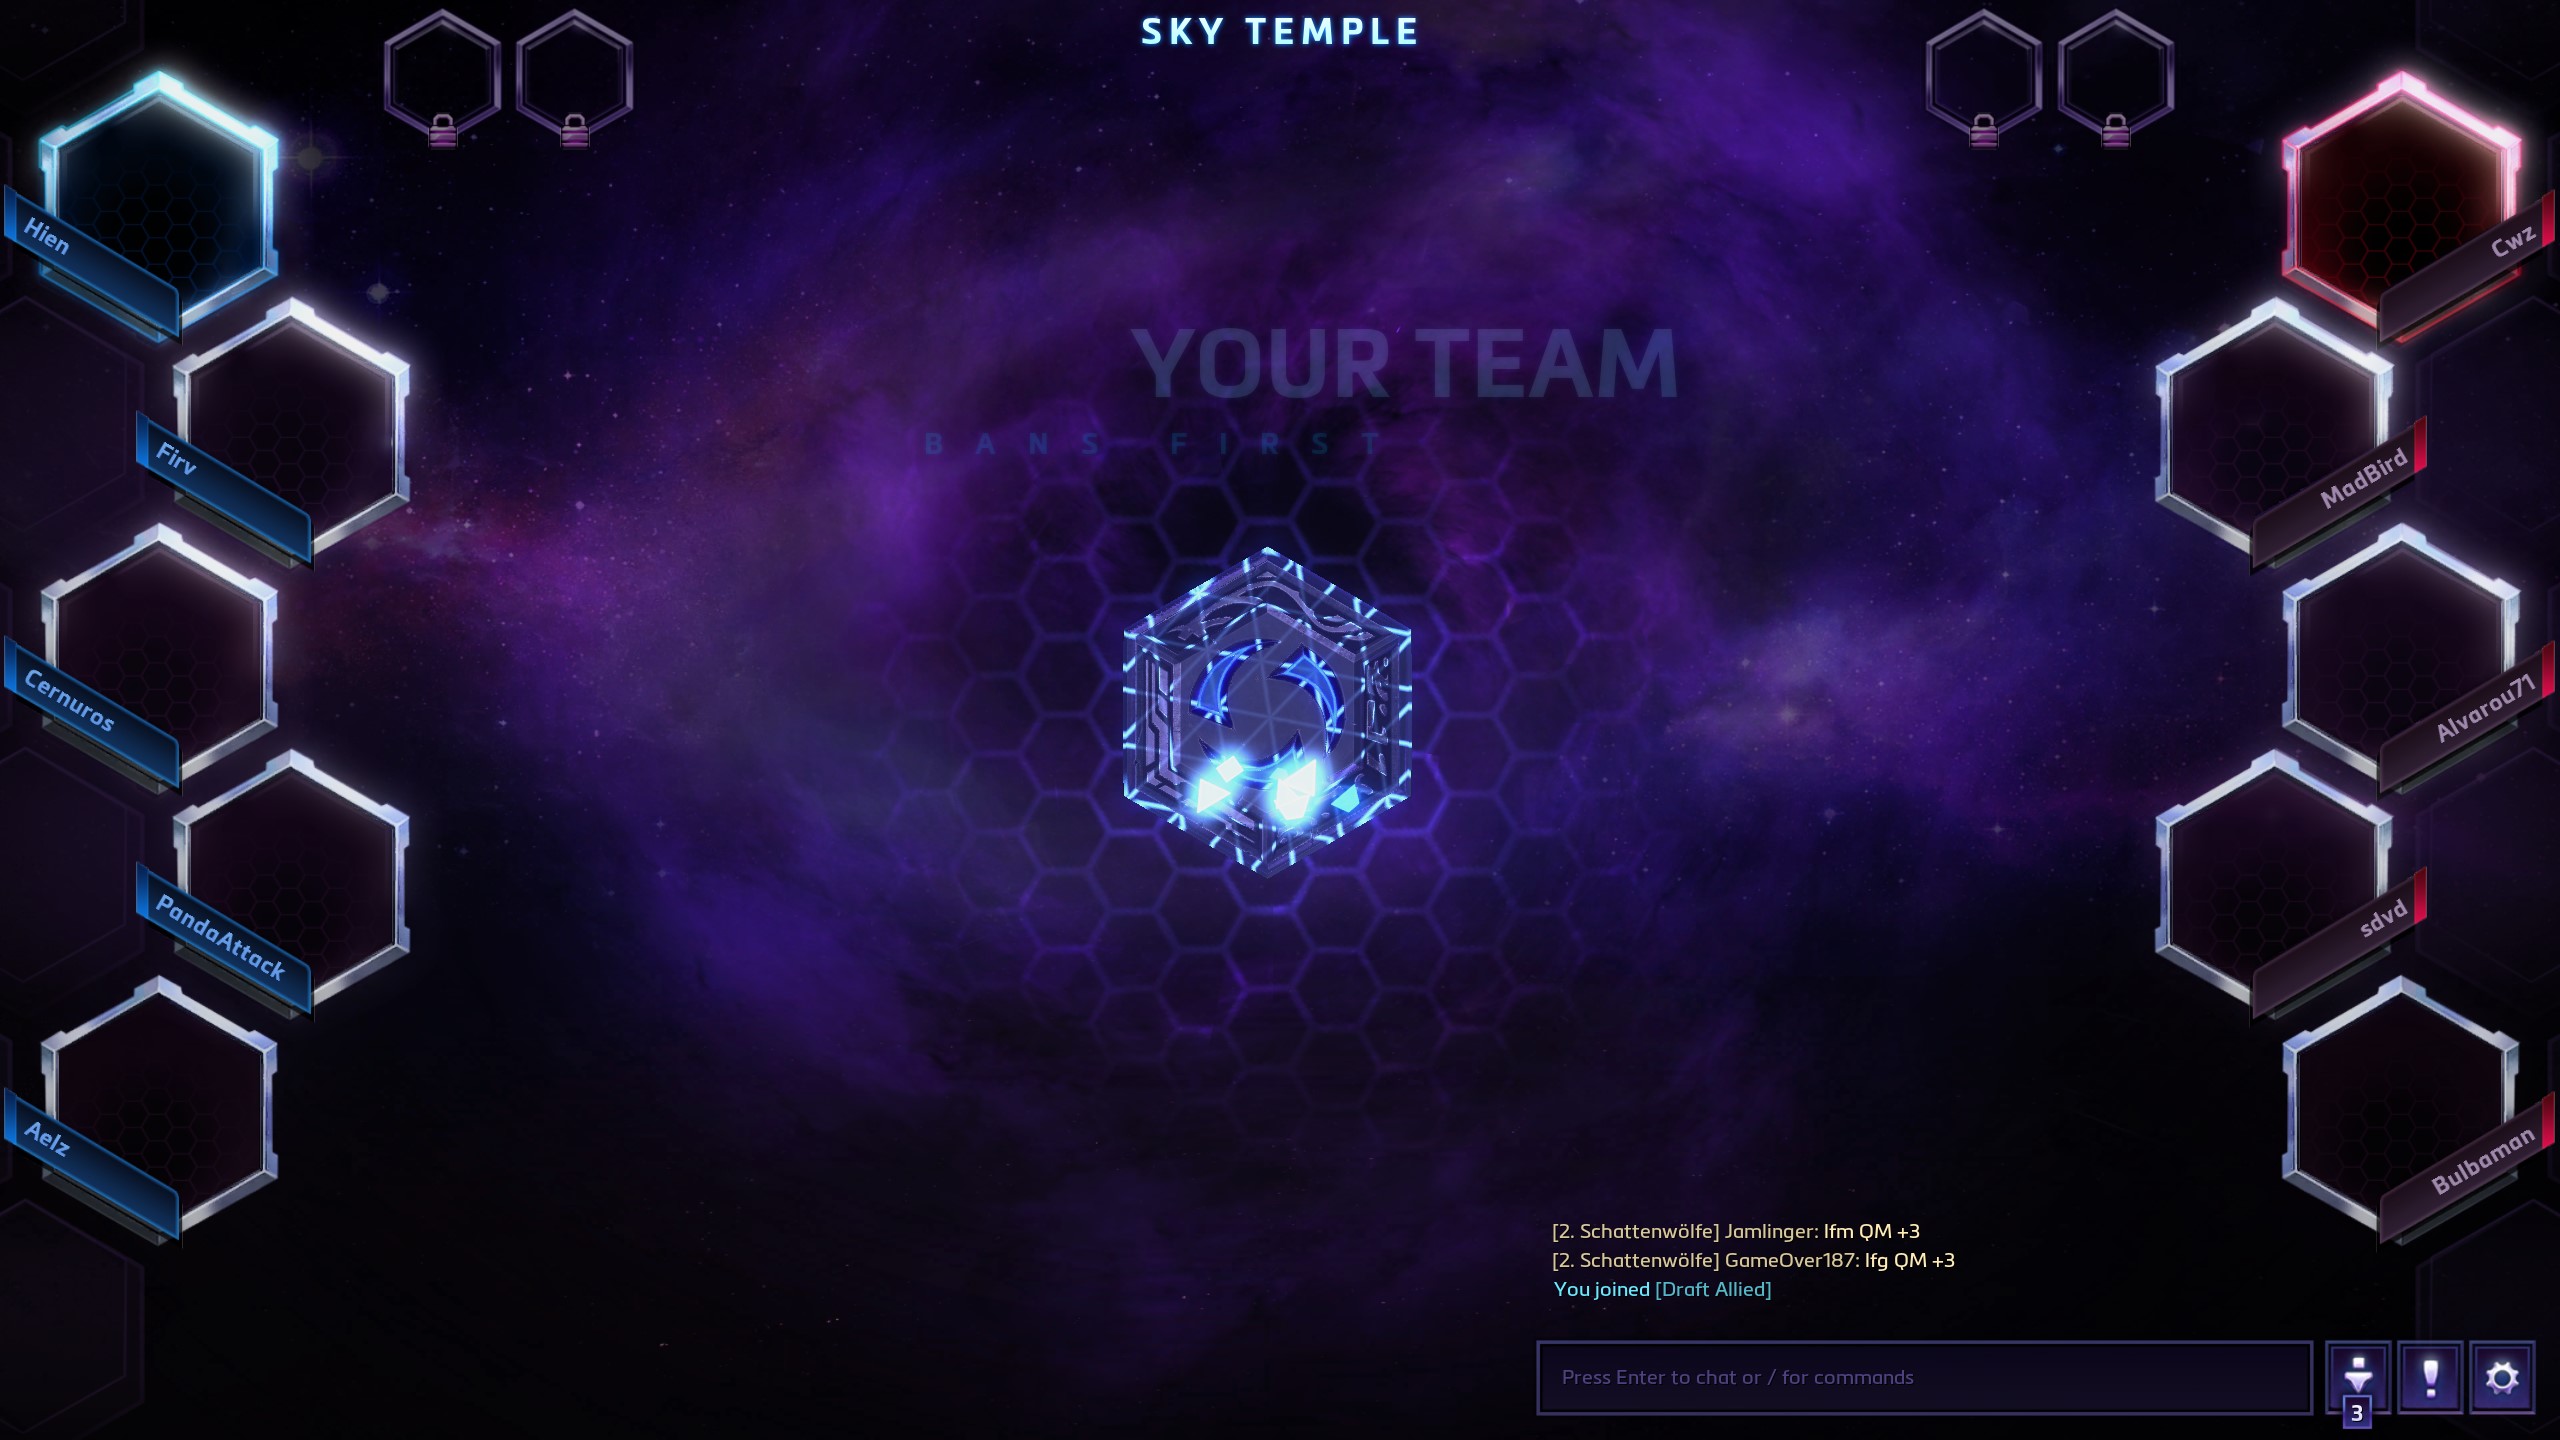 SKY TEMPLE
YOUR TEAM
BANS FIRST
Hien
Firv
Cernuros
PandaAttack
Aelz
Cwz
MadBird
Alvarou71
sdvd
Bulbaman
[2. Schattenwölfe] Jamlinger: lfm QM +3
[2. Schattenwölfe] GameOver187: lfg QM +3
You joined [Draft Allied]
Press Enter to chat or / for commands
3